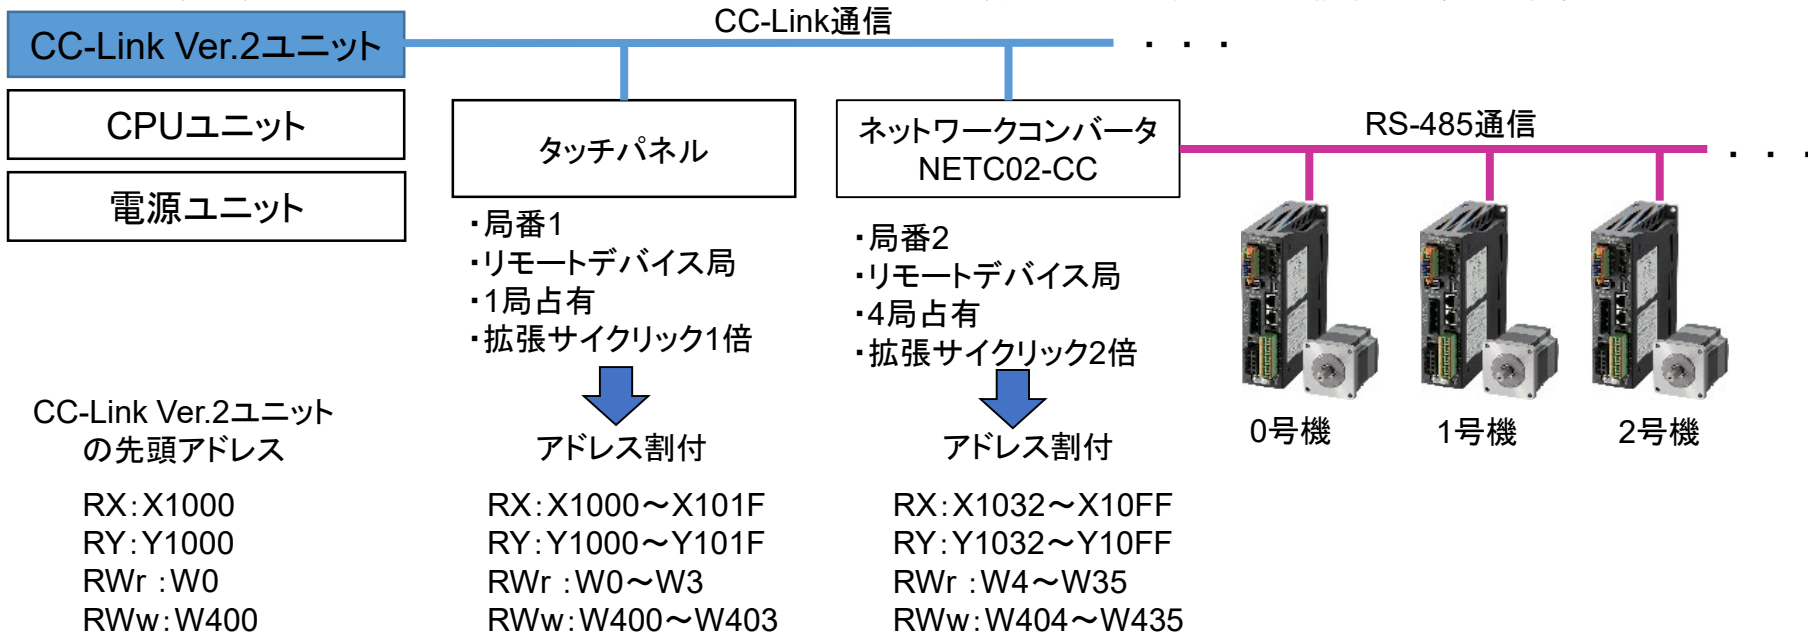 CC-Link通信
CC-Link Ver.2ユニット
・・・
CPUユニット
電源ユニット
タッチパネル
ネットワークコンバータ
NETC02-CC
RS-485通信
・・・
・局番1
・リモートデバイス局
・1局占有
・拡張サイクリック1倍
・局番2
・リモートデバイス局
・4局占有
・拡張サイクリック2倍
0号機
1号機
2号機
CC-Link Ver.2ユニット
の先頭アドレス
RX:X1000
RY:Y1000
RWr :W0
RWw:W400
アドレス割付
RX:X1000～X101F
RY:Y1000～Y101F
RWr :W0～W3
RWw:W400～W403
アドレス割付
RX:X1032～X10FF
RY:Y1032～Y10FF
RWr :W4～W35
RWw:W404～W435